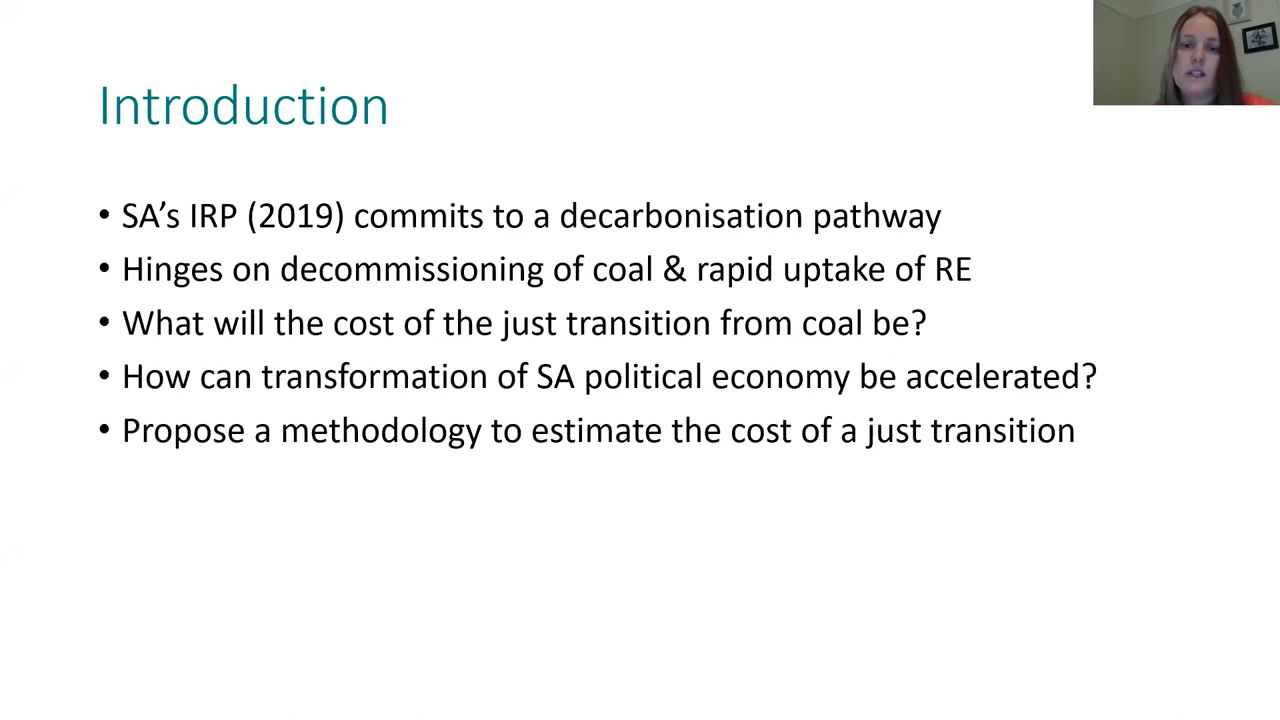 Introduction
• SA’s IRP (2019) commits to a decarbonisation pathway
• Hinges on decommissioning of coal & rapid uptake of RE
• What will the cost of the just transition from coal be?
• How can transformation of SA political economy be accelerated?
• Propose a methodology to estimate the cost of a just transition